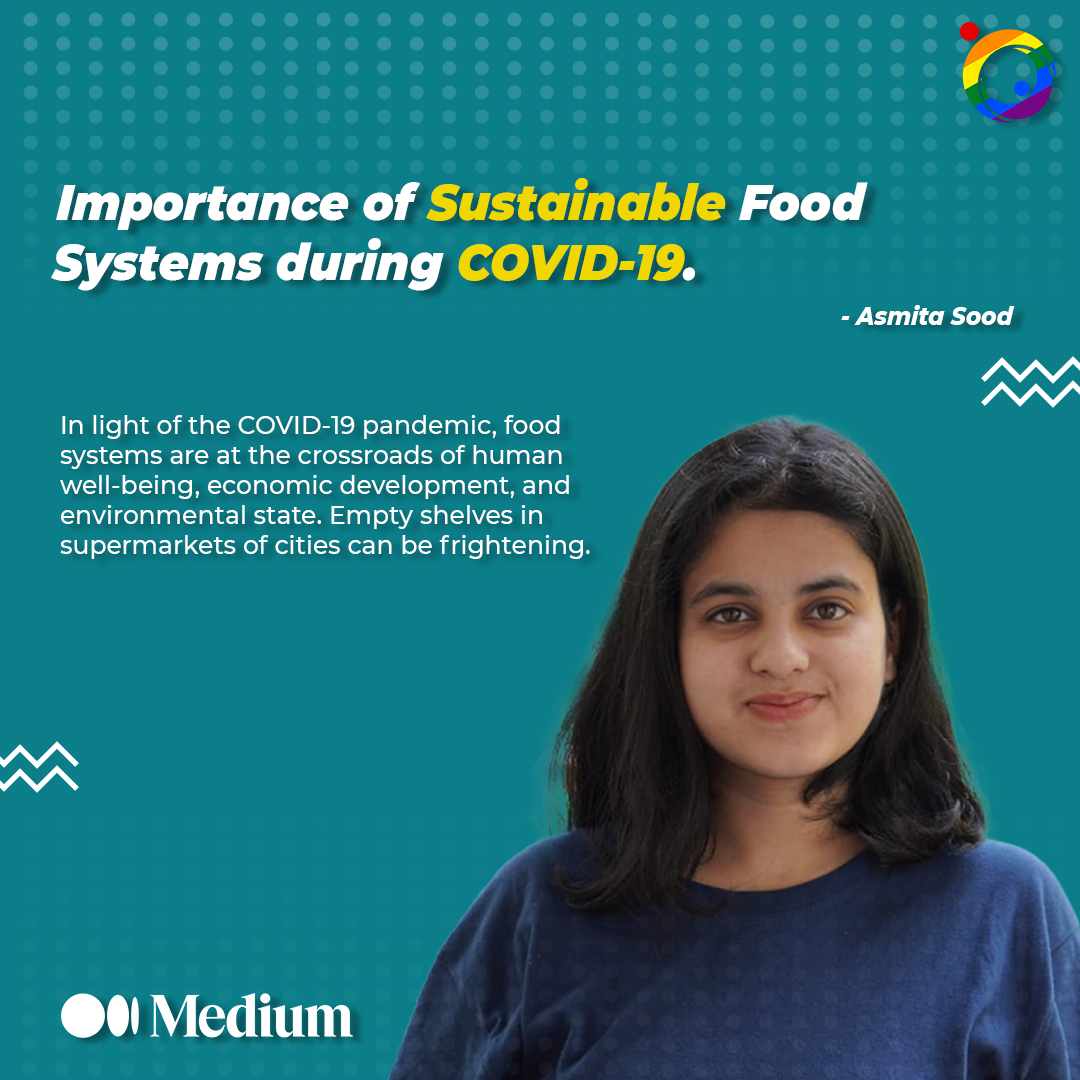 Importance of Sustainable Food
Systems during COVID-19.
- Asmita Sood
In light of the COVID-19 pandemic, food
systems are at the crossroads of human
well-being, economic development, and
environmental state. Empty shelves in
supermarkets of cities can be frightening.
Medium